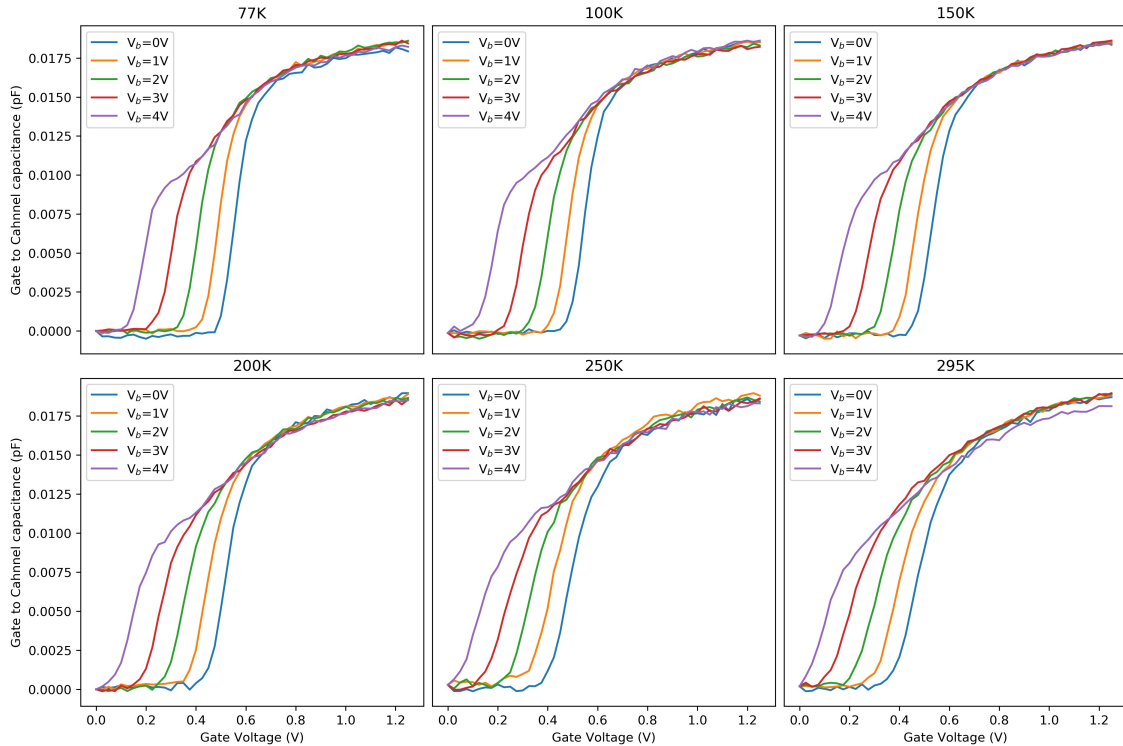 77K
100K
150K
V_b=0V
V_b=1V
V_b=2V
V_b=3V
V_b=4V
V_b=0V
V_b=1V
V_b=2V
V_b=3V
V_b=4V
V_b=0V
V_b=1V
V_b=2V
V_b=3V
V_b=4V
0.0175
0.0150
0.0125
0.0100
0.0075
0.0050
0.0025
0.0000
Gate to Cahnnel capacitance (pF)
200K
250K
295K
V_b=0V
V_b=1V
V_b=2V
V_b=3V
V_b=4V
V_b=0V
V_b=1V
V_b=2V
V_b=3V
V_b=4V
V_b=0V
V_b=1V
V_b=2V
V_b=3V
V_b=4V
0.0175
0.0150
0.0125
0.0100
0.0075
0.0050
0.0025
0.0000
Gate to Cahnnel capacitance (pF)
0.0 0.2 0.4 0.6 0.8 1.0 1.2
0.0 0.2 0.4 0.6 0.8 1.0 1.2
0.0 0.2 0.4 0.6 0.8 1.0 1.2
Gate Voltage (V)
Gate Voltage (V)
Gate Voltage (V)